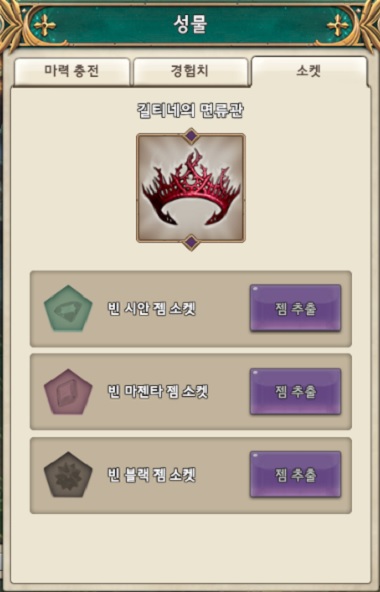 성물
마력 충전
경험치
소켓
길티네의 면류관
빈 시안 젬 소켓
젬 추출
빈 마젠타 젬 소켓
젬 추출
빈 블랙 젬 소켓
젬 추출